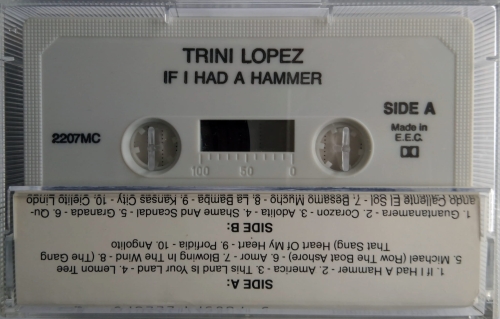 TRINI LOPEZ
IF I HAD A HAMMER
SIDE A
2207MC
Made in
E.E.C.
100 50 0
SIDE A:
1. If I Had A Hammer - 2. America - 3. This Land Is Your Land - 4. Lemon Tree
5. Michael (Row The Boat Ashore) - 6. Amor - 7. Blowing In The Wind - 8. (The Gang
That Sang Heart Of My Heart - 9. Porfidia - 10. Angolito
SIDE B:
1. Guantanamera - 2. Corazon - 3. Adolita - 4. Shame And Scandal - 5. Granada - 6. Qu-
ando Caliente El Sol - 7. Besamo Mucho - 8. La Bamba - 9. Kansas City - 10. Cielito Lindo